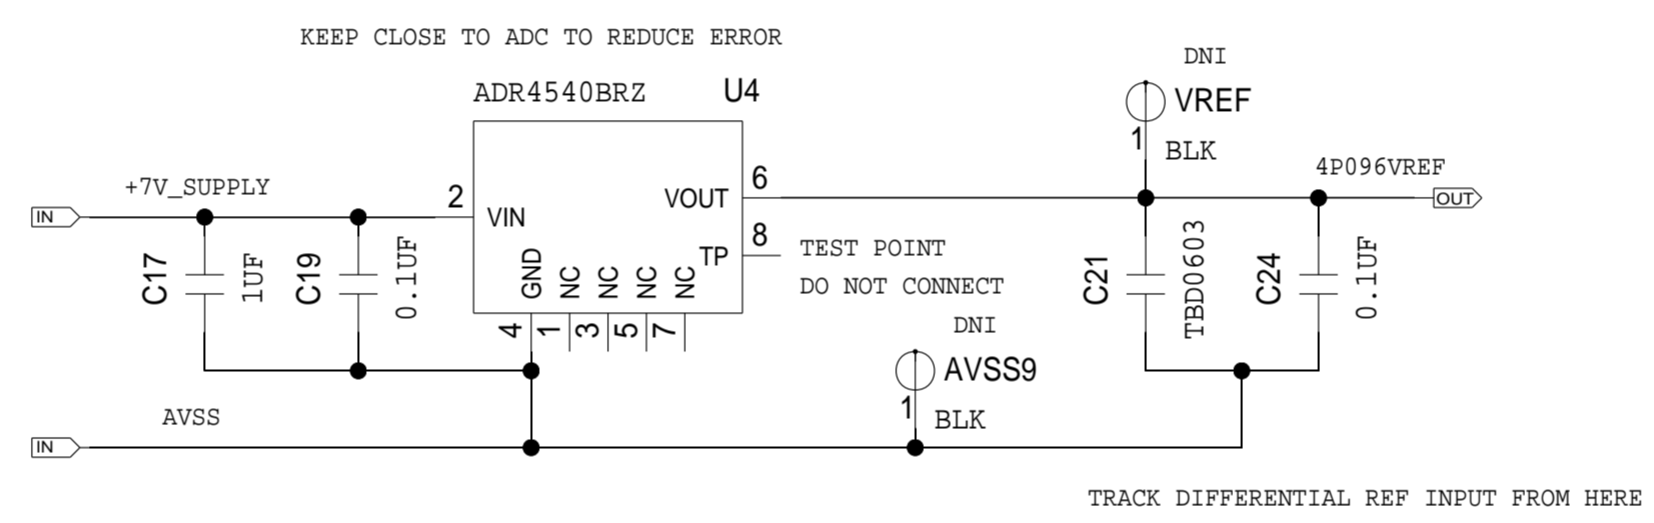 KEEP CLOSE TO ADC TO REDUCE ERROR
DNI
ADR4540BRZ U4
VREF
1
BLK
+7V_SUPPLY
4P096VREF
IN
2
VIN
VOUT
6
OUT
TP
8
TEST POINT
DO NOT CONNECT
C17
1UF
C19
0.1UF
GND
NC
NC
NC
NC
4
1
3
5
7
C21
TBD0603
C24
0.1UF
DNI
AVSS9
1
BLK
AVSS
IN
TRACK DIFFERENTIAL REF INPUT FROM HERE